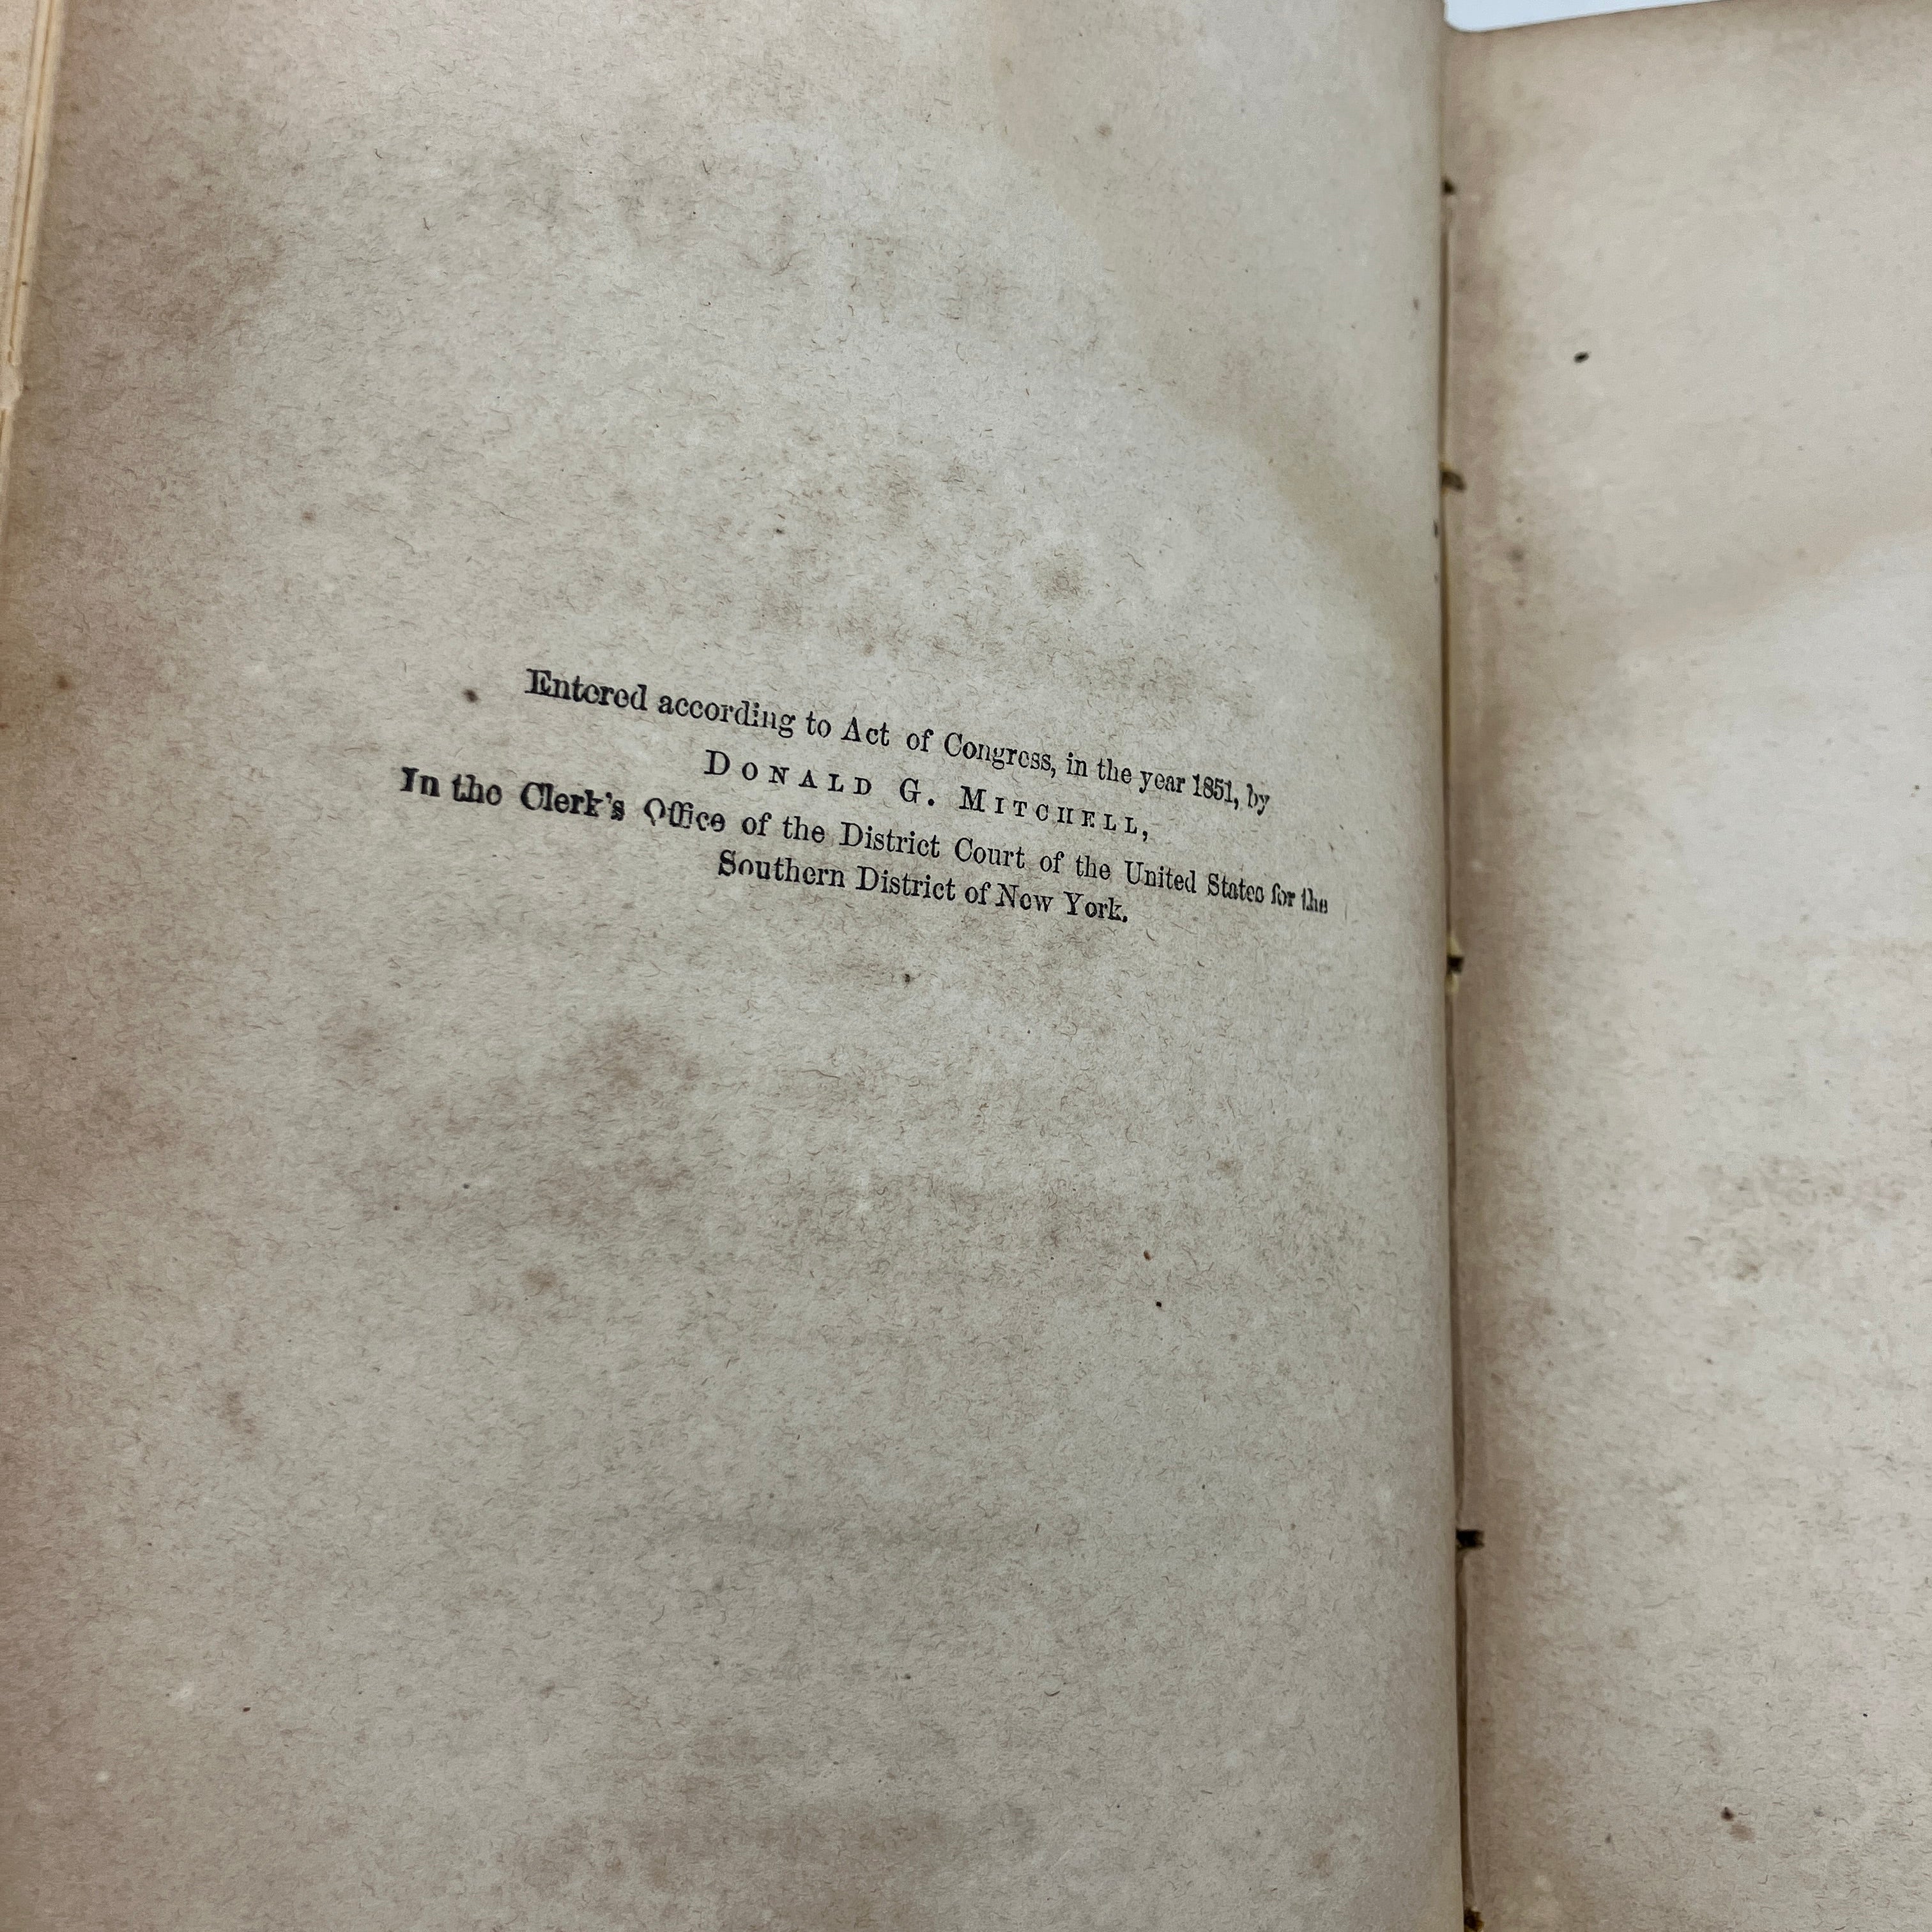 Entered according to Act of Congress, in the year 1851, by
DONALD G. MITCHELL,
In the Clerk's Office of the District Court of the United States for the
Southern District of New York.